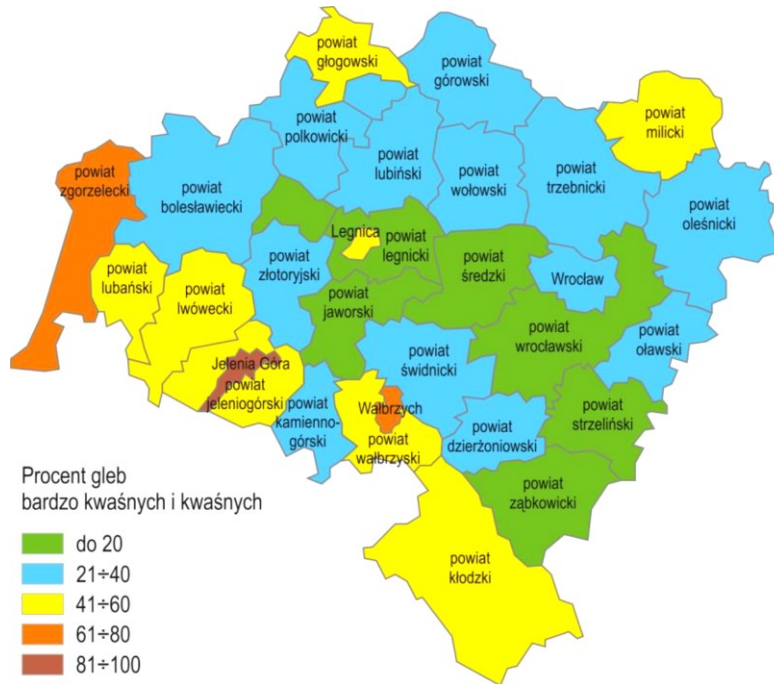 powiat
głogowski
powiat
górowski
powiat
milicki
powiat
polkowicki
powiat
lubiński
powiat
wołowski
powiat
trzebnicki
powiat
zgorzelecki
powiat
bolesławiecki
powiat
oleśnicki
Legnica
powiat
legnicki
powiat
złotoryjski
powiat
średzki
Wrocław
powiat
lubański
powiat
lwówecki
powiat
jaworski
powiat
wrocławski
powiat
oławski
Jelenia Góra
powiat
jeleniogórski
powiat
świdnicki
powiat
kamienno-
górski
Wałbrzych
powiat
wałbrzyski
powiat
dzierżoniowski
powiat
strzeliński
powiat
ząbkowicki
powiat
kłodzki
Procent gleb
bardzo kwaśnych i kwaśnych
do 20
21÷40
41÷60
61÷80
81÷100